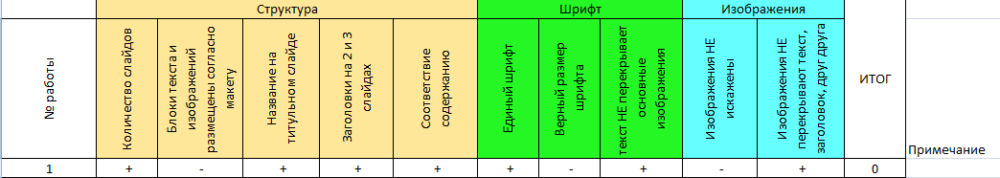 Структура
Шрифт
Изображения
№ работы
Количество слайдов
Блоки текста и
изображений
размещены согласно
макету
Название на
титульном слайде
Заголовки на 2 и 3
слайдах
Соответствие
содержанию
Единый шрифт
Верный размер
шрифта
текст НЕ перекрывает
основные
изображения
Изображения НЕ
искажены
Изображения НЕ
перекрывают текст,
заголовок, друг друга
ИТОГ
Примечание
1 + - + + + + - + - + 0